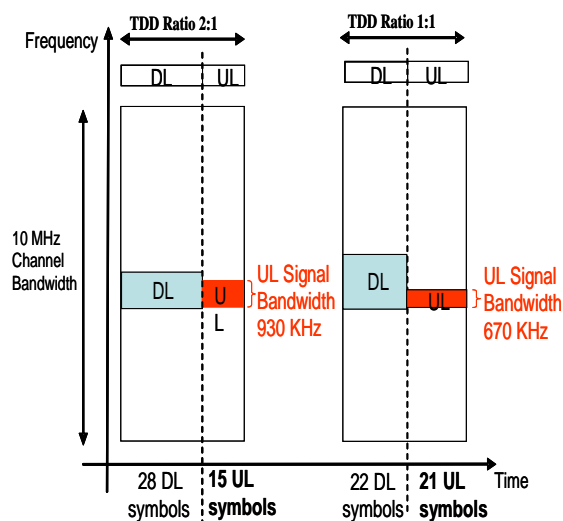 TDD Ratio 2:1
TDD Ratio 1:1
Frequency
DL
UL
DL
UL
10 MHz
Channel
Bandwidth
DL
U
L
UL Signal
Bandwidth
930 KHz
DL
UL
UL Signal
Bandwidth
670 KHz
28 DL
symbols
15 UL
symbols
22 DL
symbols
21 UL
symbols
Time